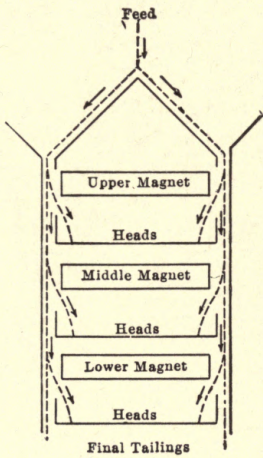 Feed
Upper Magnet
Heads
Middle Magnet
Heads
Lower Magnet
Heads
Final Tailings